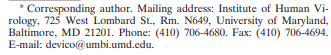 * Corresponding author. Mailing address: Institute of Human Vi-
rology, 725 West Lombard St., Rm. N649, University of Maryland,
Baltimore, MD 21201. Phone: (410) 706-4680. Fax: (410) 706-4694.
E-mail: devico@umbi.umd.edu.